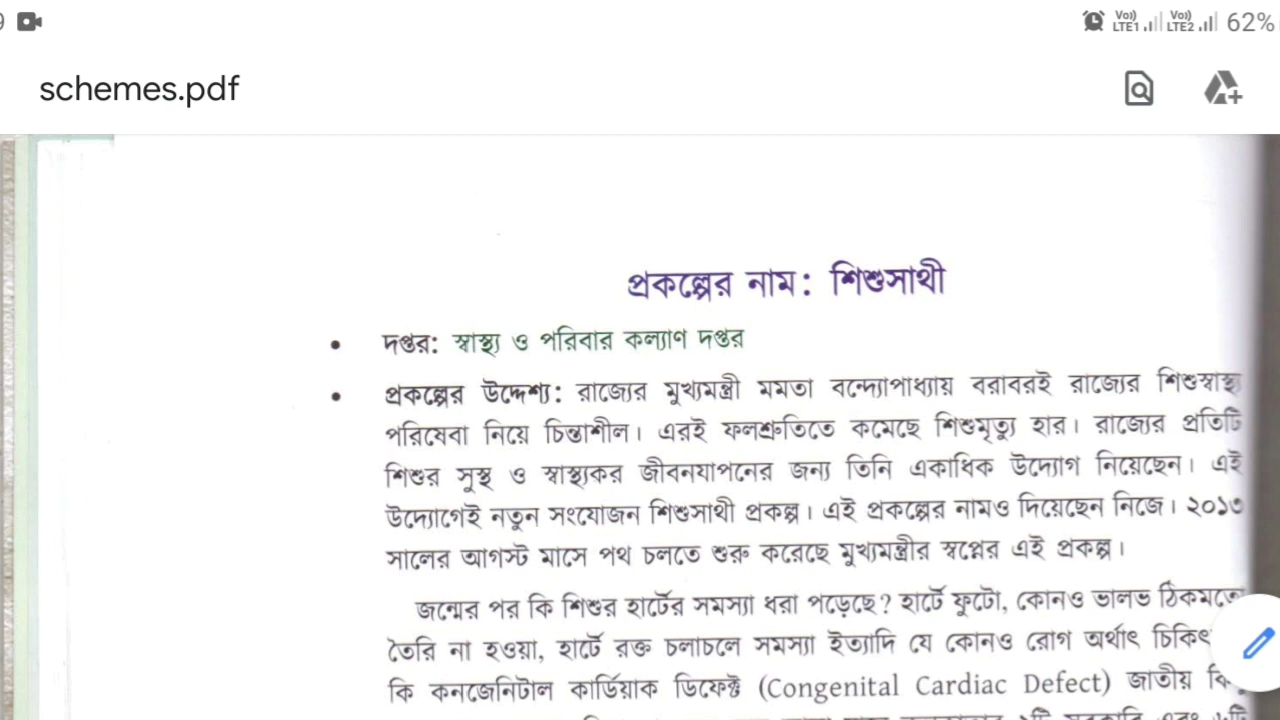 schemes.pdf
LTE1 LTE2 62%
প্রকল্পের নাম: শিশুসাথী
• দপ্তর: স্বাস্থ্য ও পরিবার কল্যাণ দপ্তর
• প্রকল্পের উদ্দেশ্য: রাজ্যের মুখ্যমন্ত্রী মমতা বন্দ্যোপাধ্যায় বরাবরই রাজ্যের শিশুস্বাস্থ্য
পরিষেবা নিয়ে চিন্তাশীল। এরই ফলশ্রুতিতে কমেছে শিশুমৃত্যু হার। রাজ্যের প্রতিটি
শিশুর সুস্থ ও স্বাস্থ্যকর জীবনযাপনের জন্য তিনি একাধিক উদ্যোগ নিয়েছেন। এই
উদ্যোগেই নতুন সংযোজন শিশুসাথী প্রকল্প। এই প্রকল্পের নামও দিয়েছেন নিজে। ২০১৩
সালের আগস্ট মাসে পথ চলতে শুরু করেছে মুখ্যমন্ত্রীর স্বপ্নের এই প্রকল্প।
জন্মের পর কি শিশুর হার্টের সমস্যা ধরা পড়েছে? হার্টে ফুটো, কোনও ভালভ ঠিকমতো
তৈরি না হওয়া, হার্টে রক্ত চলাচলে সমস্যা ইত্যাদি যে কোনও রোগ অর্থাৎ
কি কনজেনিটাল কার্ডিয়াক ডিফেক্ট (Congenital Cardiac Defect) জাতীয়